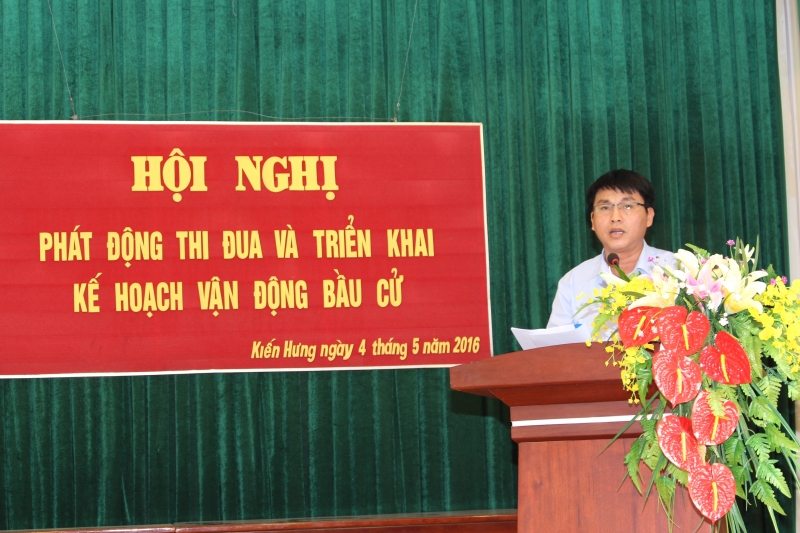 HỘI NGHỊ
PHÁT ĐỘNG THI ĐUA VÀ TRIỂN KHAI
KẾ HOẠCH VẬN ĐỘNG BẦU CỬ
Kiến Hưng ngày 4 tháng 5 năm 2016